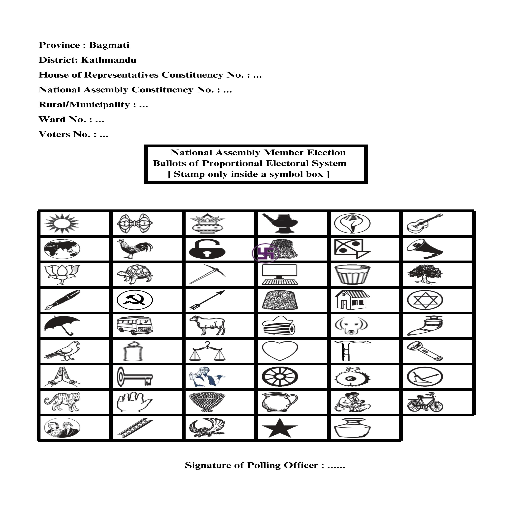 Province : Bagmati
District: Kathmandu
House of Representatives Constituency No. : ...
National Assembly Constituency No. : ...
Rural/Municipality : ...
Ward No. : ...
Voters No. : ...
National Assembly Member Election
Ballots of Proportional Electoral System
[ Stamp only inside a symbol box ]
Signature of Polling Officer : ......